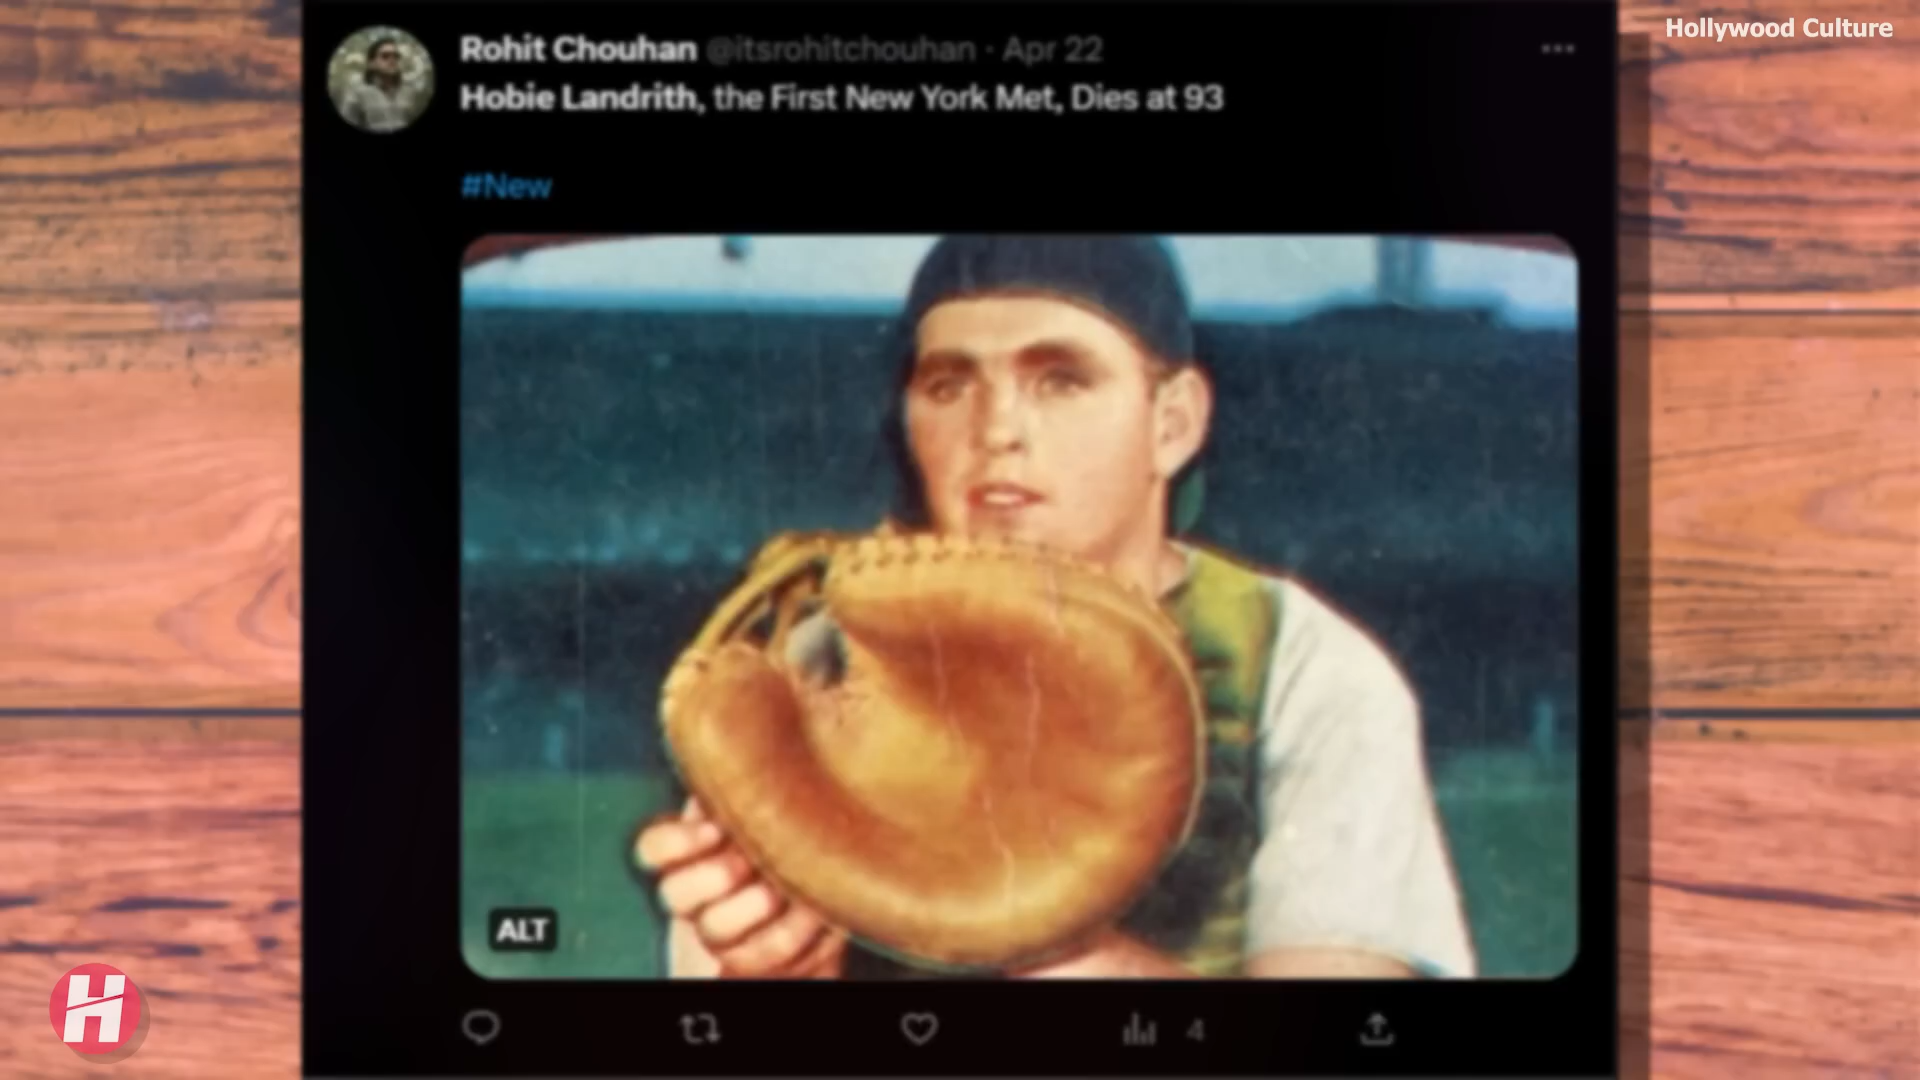 Hollywood Culture
Rohit Chouhan @itsrohitchouhan · Apr 22
Hobie Landrith, the First New York Met, Dies at 93
#New
ALT
H
4